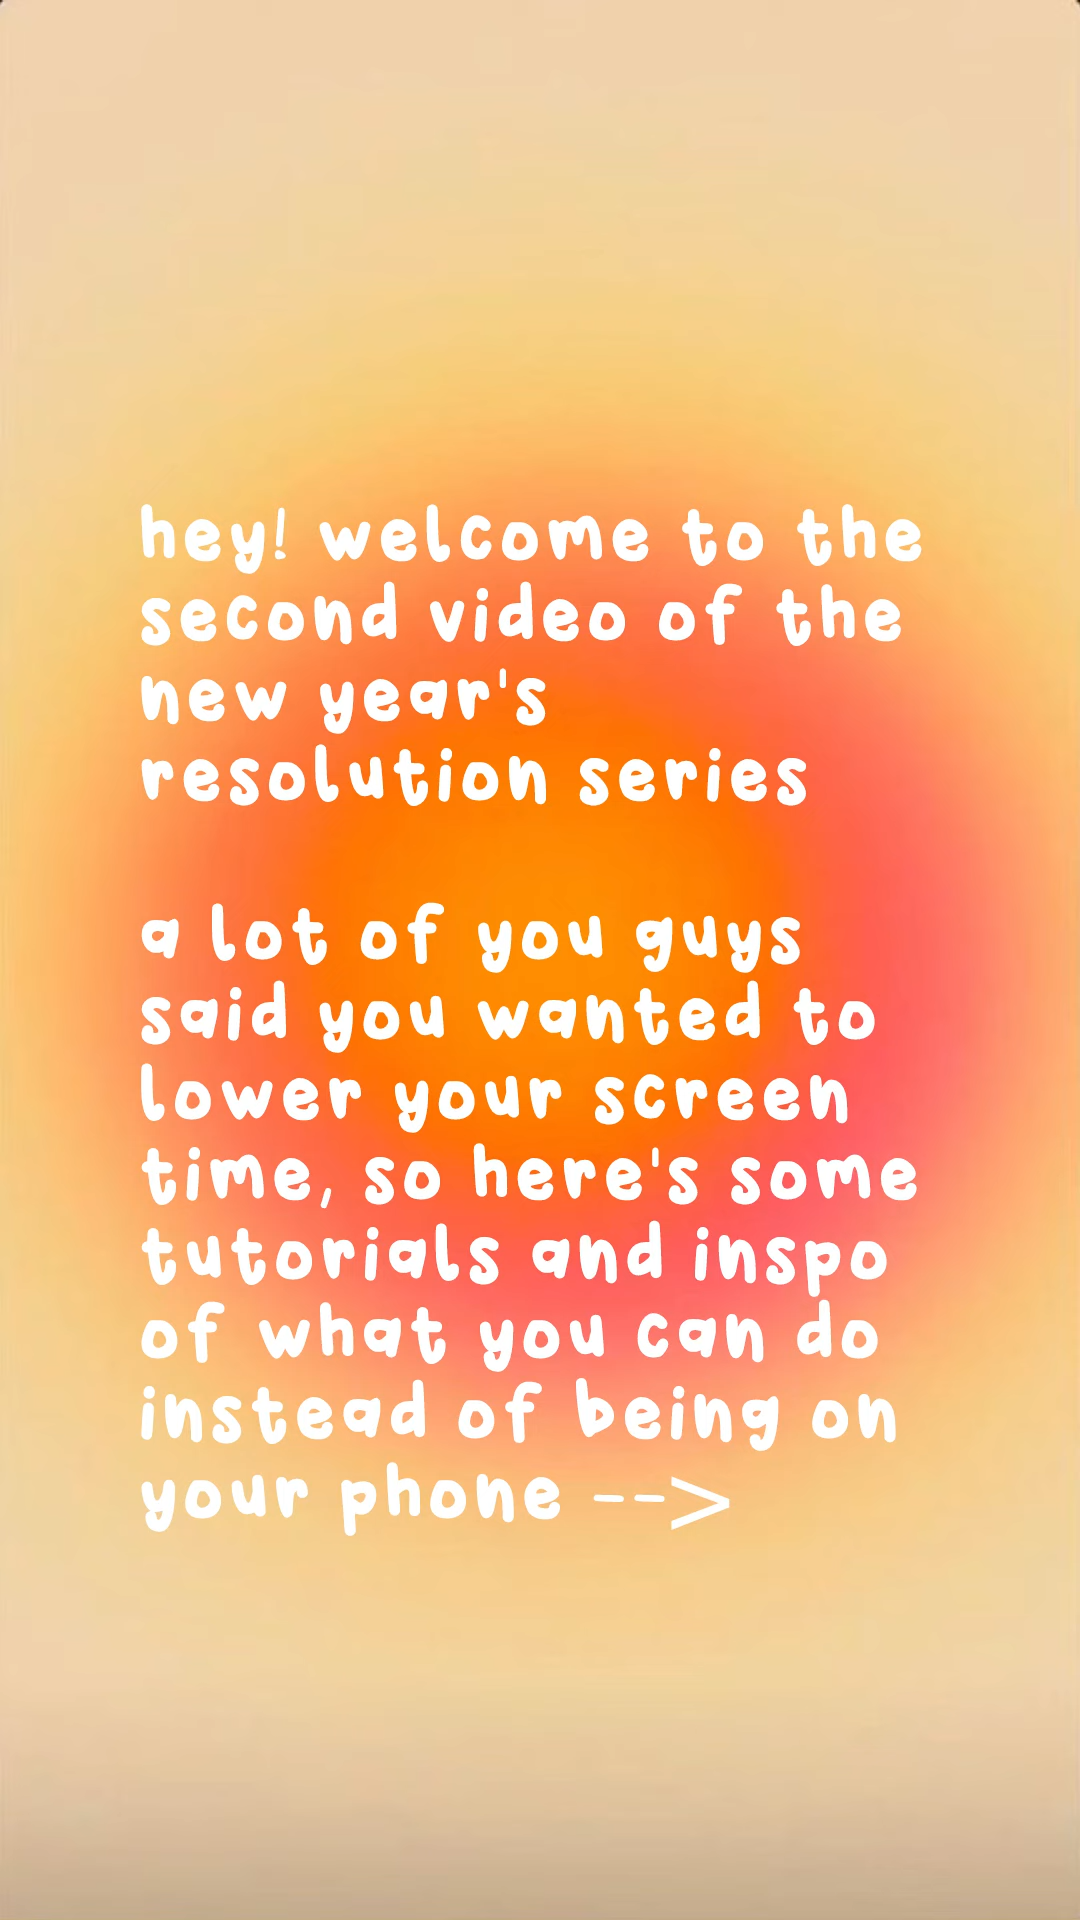 hey! welcome to the
second video of the
new year's
resolution series
a lot of you guys
said you wanted to
lower your screen
time, so here's some
tutorials and inspo
of what you can do
instead of being on
your phone -->